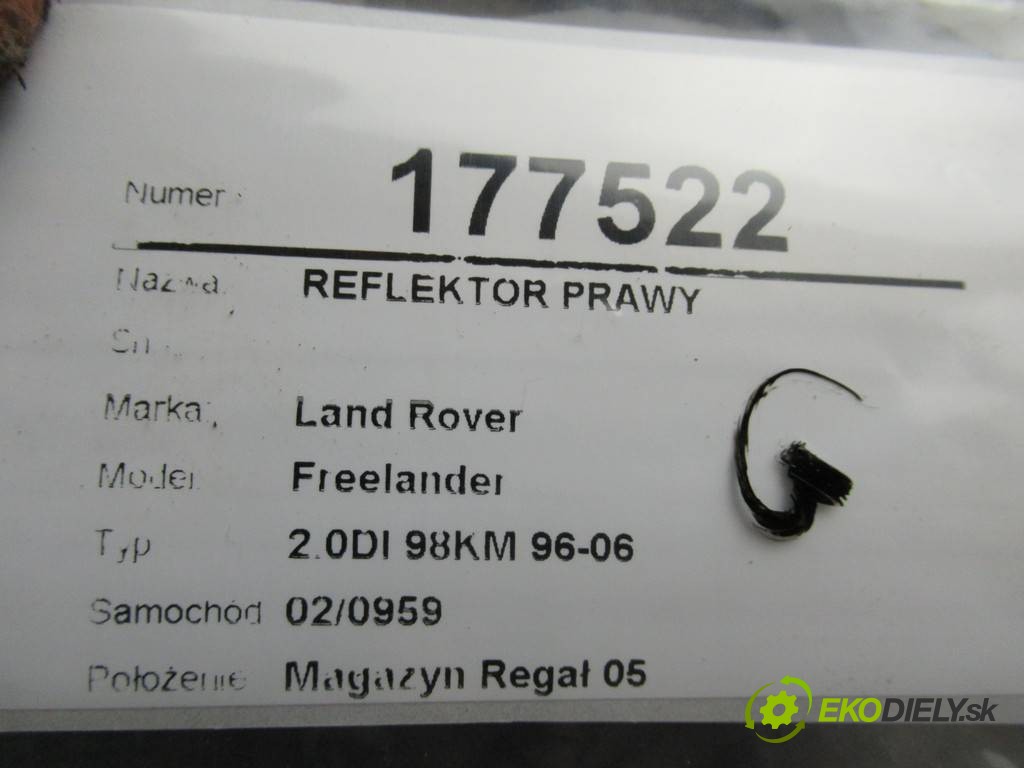 Numer 177522
Nazwa REFLEKTOR PRAWY
Sn
Marka Land Rover
Model Freelander
Typ 2.0DI 98KM 96-06
Samochód 02/0959
Położenie Magazyn Regał 05
G
EKODIELY.sk